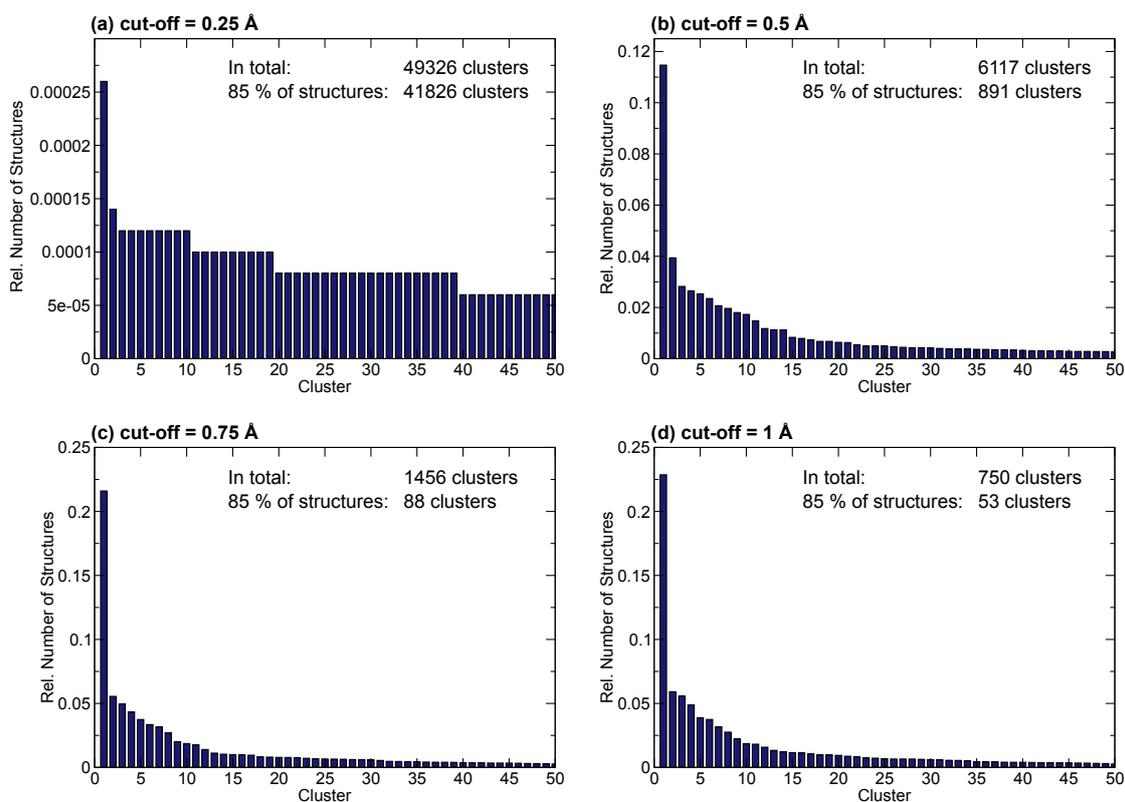 (a) cut-off = 0.25 Å
In total: 49326 clusters
85 % of structures: 41826 clusters
Rel. Number of Structures
0.00025
0.0002
0.00015
0.0001
5e-05
0
0 5 10 15 20 25 30 35 40 45 50
Cluster
(b) cut-off = 0.5 Å
In total: 6117 clusters
85 % of structures: 891 clusters
Rel. Number of Structures
0.12
0.1
0.08
0.06
0.04
0.02
0
0 5 10 15 20 25 30 35 40 45 50
Cluster
(c) cut-off = 0.75 Å
In total: 1456 clusters
85 % of structures: 88 clusters
Rel. Number of Structures
0.25
0.2
0.15
0.1
0.05
0
0 5 10 15 20 25 30 35 40 45 50
Cluster
(d) cut-off = 1 Å
In total: 750 clusters
85 % of structures: 53 clusters
Rel. Number of Structures
0.25
0.2
0.15
0.1
0.05
0
0 5 10 15 20 25 30 35 40 45 50
Cluster